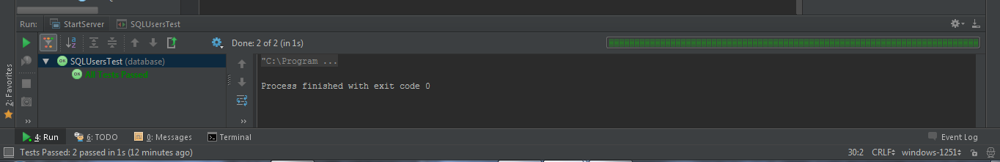 Run: StartServer SQLUsersTest
Done: 2 of 2 (in 1s)
SQLUsersTest (database)
OK All Tests Passed
"C:\Program ...
Process finished with exit code 0
2: Favorites
4: Run 6: TODO 0: Messages Terminal Event Log
Tests Passed: 2 passed in 1s (12 minutes ago) 30:2 CRLF windows-1251